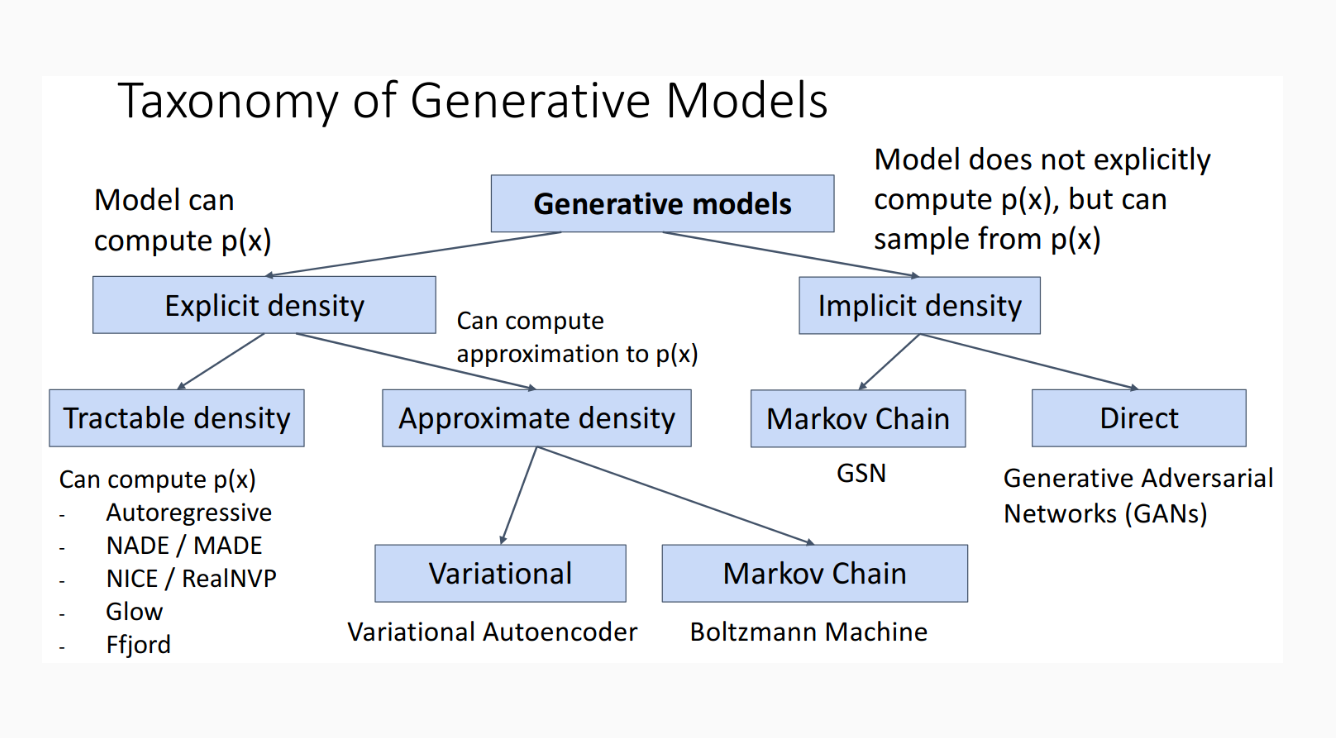 Taxonomy of Generative Models
Model does not explicitly
compute p(x), but can
sample from p(x)
Model can
compute p(x)
Generative models
Explicit density
Implicit density
Can compute
approximation to p(x)
Tractable density
Approximate density
Markov Chain
Direct
Can compute p(x)
- Autoregressive
- NADE / MADE
- NICE / RealNVP
- Glow
- Ffjord
GSN
Generative Adversarial
Networks (GANs)
Variational
Markov Chain
Variational Autoencoder
Boltzmann Machine